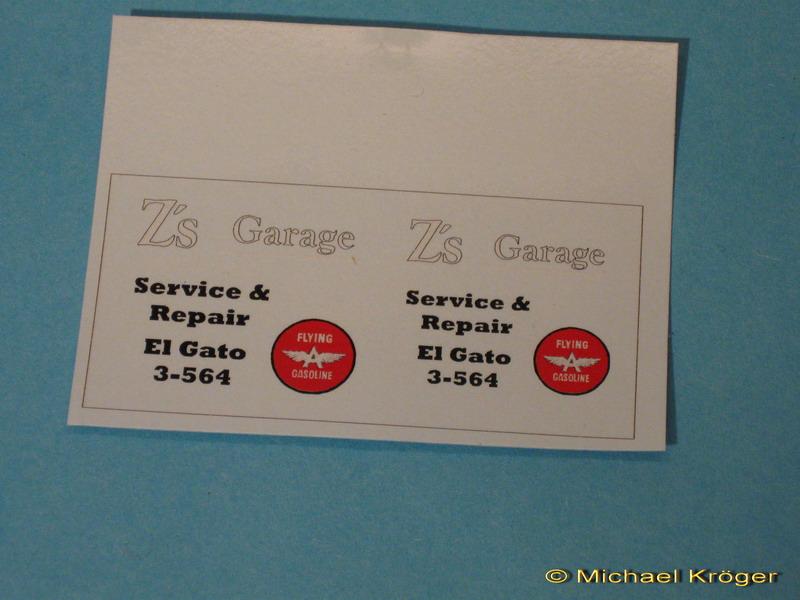 Z's Garage
Service &
Repair
El Gato
3-564
FLYING
A
GASOLINE
Z's Garage
Service &
Repair
El Gato
3-564
FLYING
A
GASOLINE
© Michael Kröger